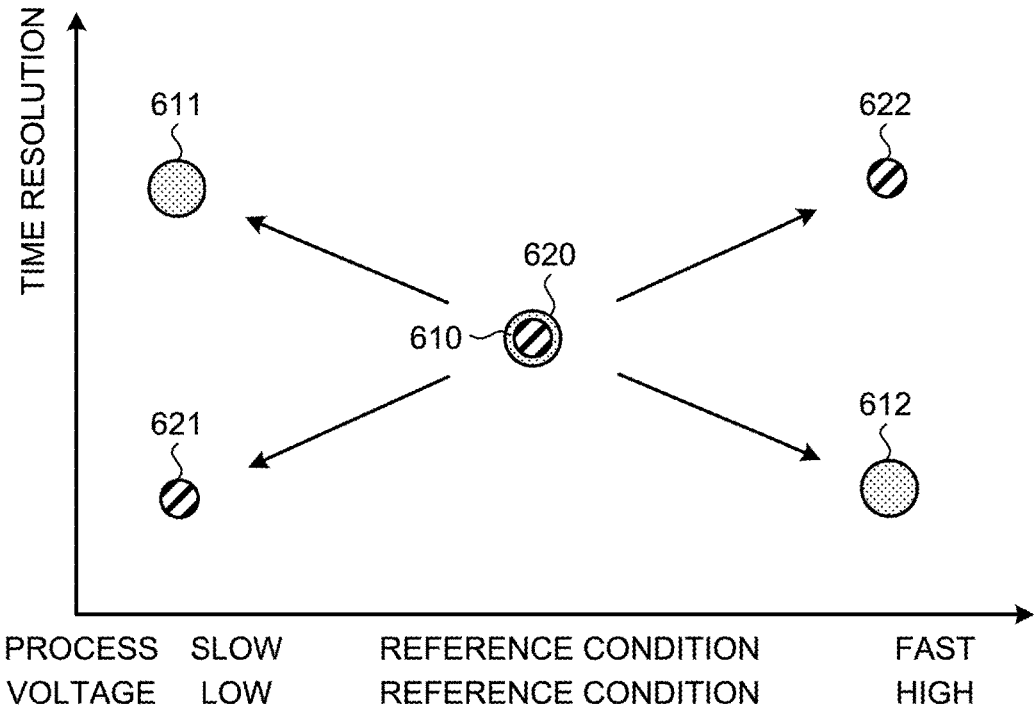 TIME RESOLUTION
611
622
620
610
612
621
PROCESS SLOW REFERENCE CONDITION FAST
VOLTAGE LOW REFERENCE CONDITION HIGH